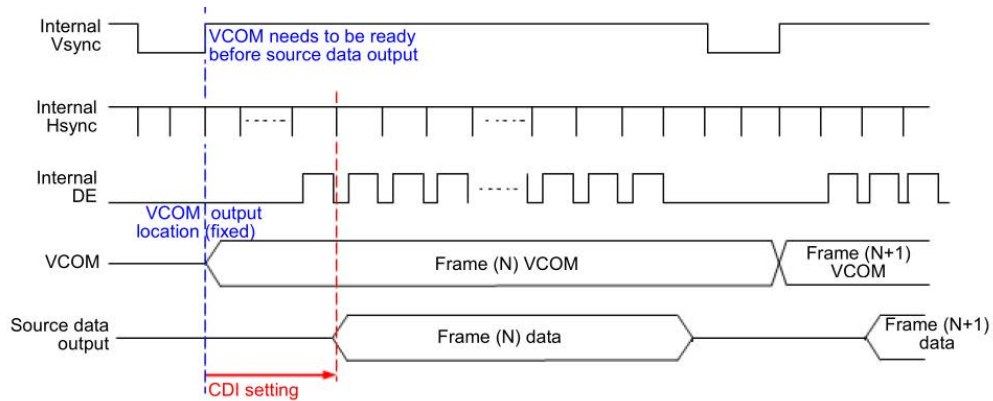 Internal
Vsync
VCOM needs to be ready
before source data output
Internal
Hsync
Internal
DE
VCOM output
location (fixed)
VCOM
Frame (N) VCOM
Frame (N+1)
VCOM
Source data
output
Frame (N) data
Frame (N+1)
data
CDI setting